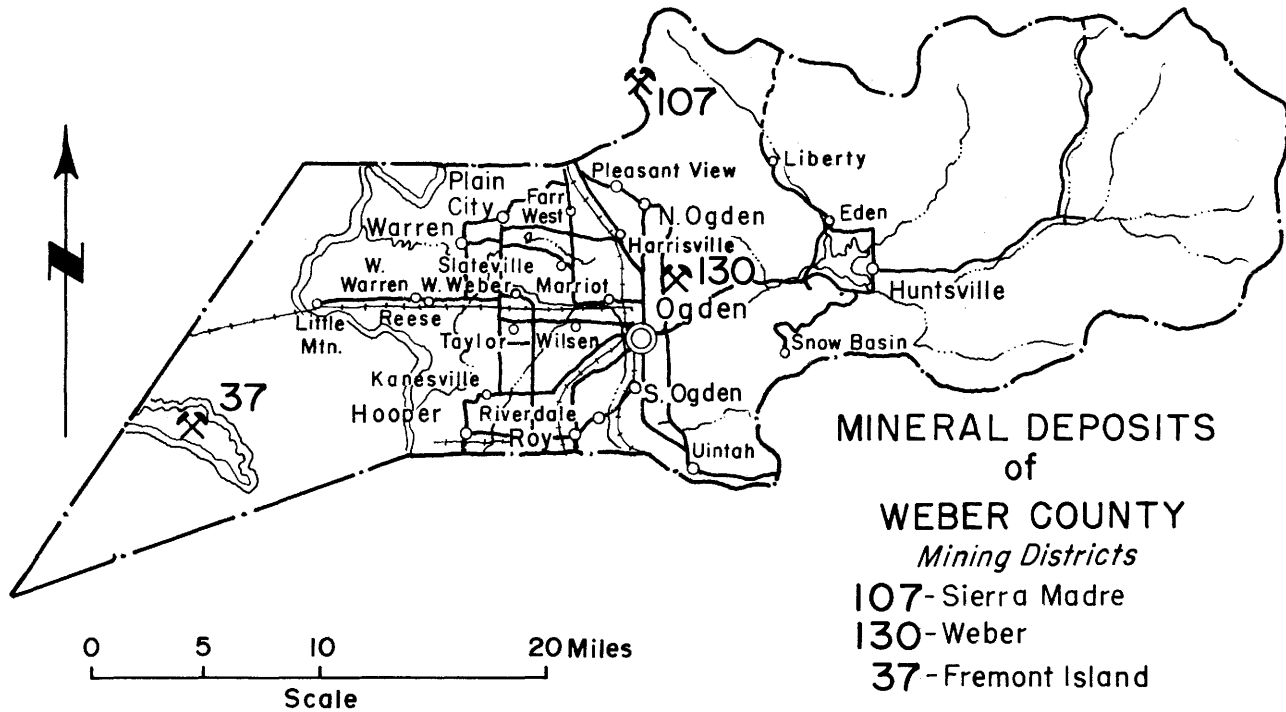 107
Liberty
Pleasant View
Plain
City
Farr
West
N. Ogden
Eden
Warren
Harrisville
Slateville
130
W.
Warren
W. Weber
Marriot
Huntsville
Ogden
Little
Mtn.
Reese
Taylor
Wilsen
Snow Basin
Kanesville
37
Hooper
Riverdale
S. Ogden
Roy
Uintah
N
MINERAL DEPOSITS
of
WEBER COUNTY
Mining Districts
107-Sierra Madre
130-Weber
37-Fremont Island
0 5 10 20 Miles
Scale